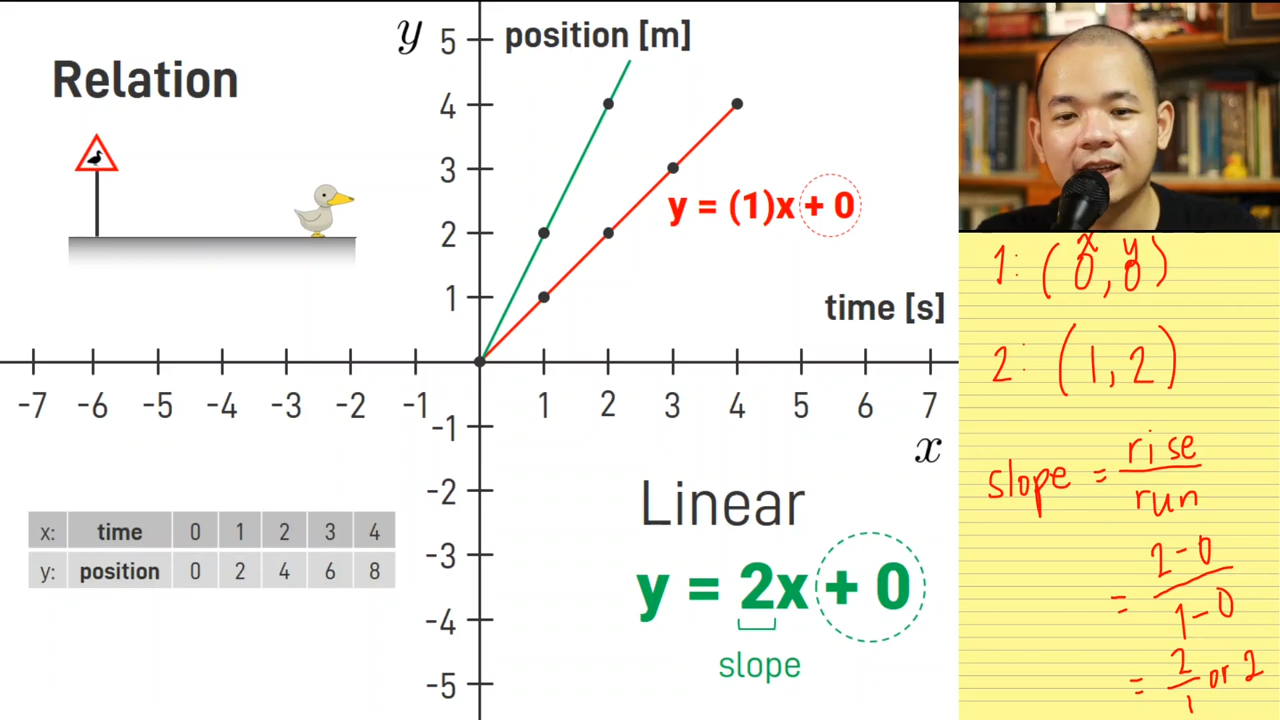 Relation
y
position [m]
5
4
3
2
1
-1
-2
-3
-4
-5
y = (1)x + 0
time [s]
-7 -6 -5 -4 -3 -2 -1 1 2 3 4 5 6 7
x
x: time 0 1 2 3 4
y: position 0 2 4 6 8
Linear
y = 2x + 0
slope
x y
1: (0, 0)
2: (1, 2)
slope = rise
run
= 2-0
1-0
= 2 or 2
1